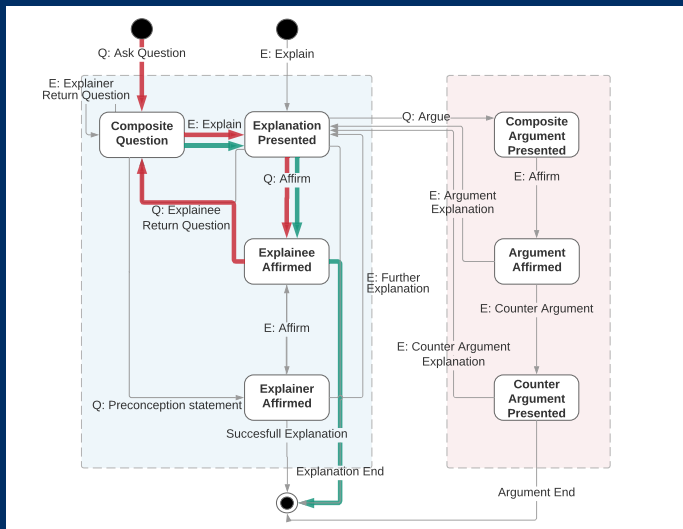 Q: Ask Question
E: Explain
E: Explainer
Return Question
Composite
Question
E: Explain
Explanation
Presented
Q: Argue
Composite
Argument
Presented
Q: Affirm
E: Affirm
Q: Explainee
Return Question
E: Argument
Explanation
Explainee
Affirmed
Argument
Affirmed
E: Further
Explanation
E: Affirm
E: Counter Argument
E: Counter Argument
Explanation
Explainer
Affirmed
Counter
Argument
Presented
Q: Preconception statement
Succesfull Explanation
Explanation End
Argument End